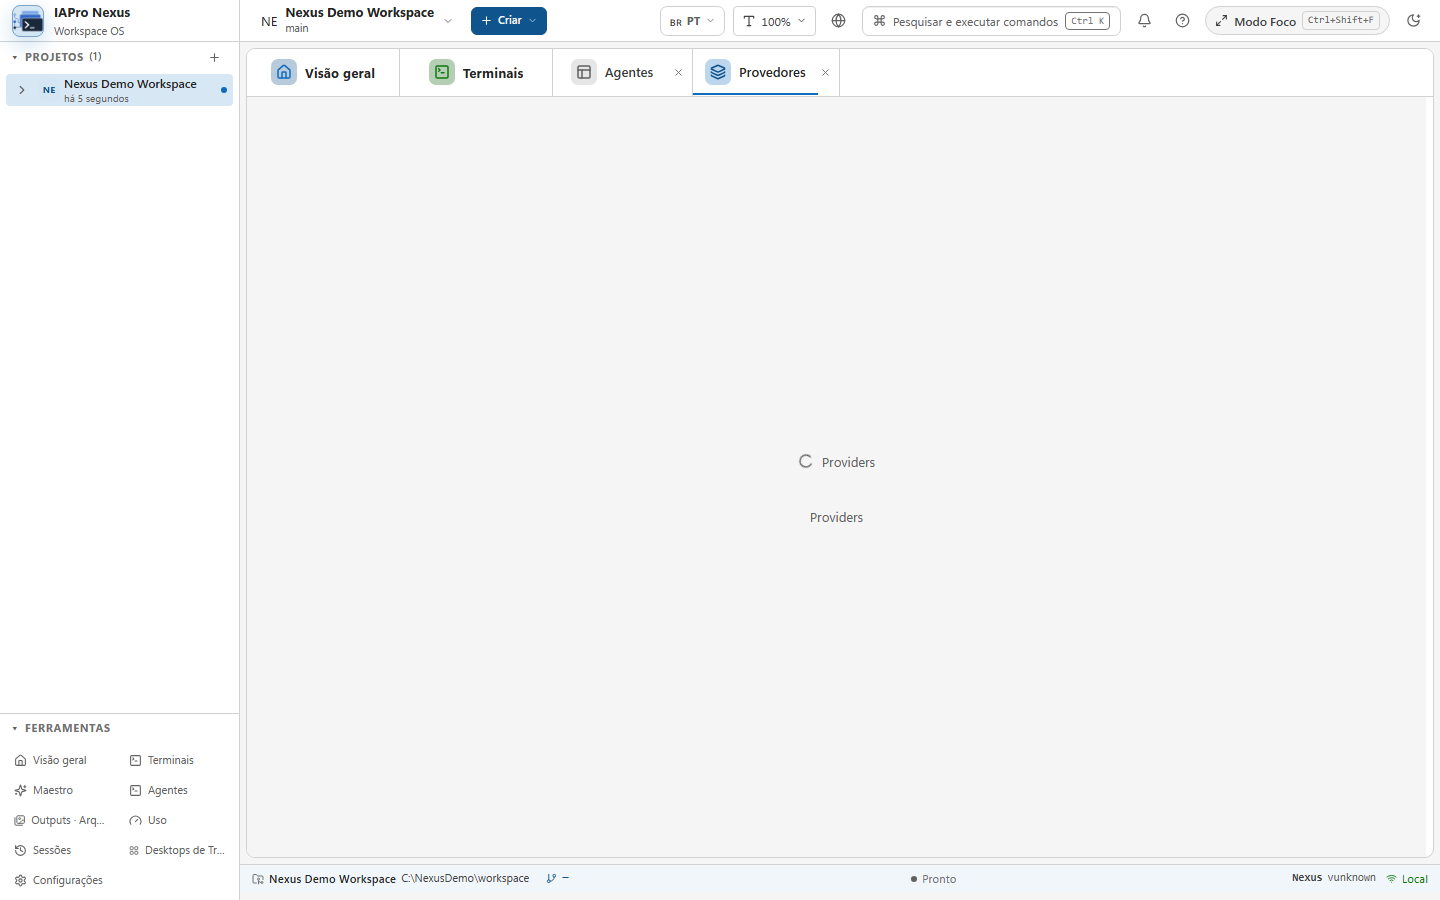 IAPro Nexus
Workspace OS
PROJETOS (1)
NE
Nexus Demo Workspace
há 5 segundos
NE
Nexus Demo Workspace
main
Criar
BR PT
100%
Pesquisar e executar comandos
Ctrl K
Modo Foco
Ctrl+Shift+F
Visão geral
Terminais
Agentes
Provedores
Providers
Providers
FERRAMENTAS
Visão geral
Terminais
Maestro
Agentes
Outputs · Arq...
Uso
Sessões
Desktops de Tr...
Configurações
Nexus Demo Workspace C:\NexusDemo\workspace –
Pronto
Nexus vunknown
Local